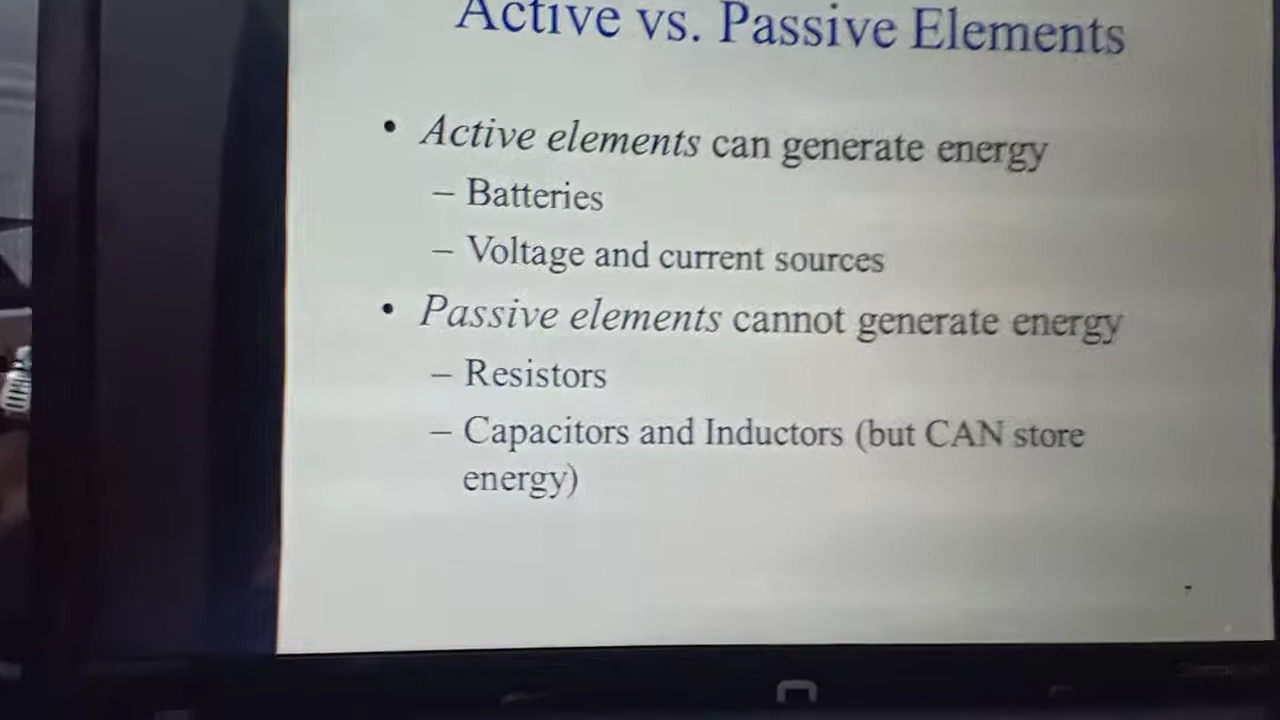 Active vs. Passive Elements
• Active elements can generate energy
– Batteries
– Voltage and current sources
• Passive elements cannot generate energy
– Resistors
– Capacitors and Inductors (but CAN store
energy)